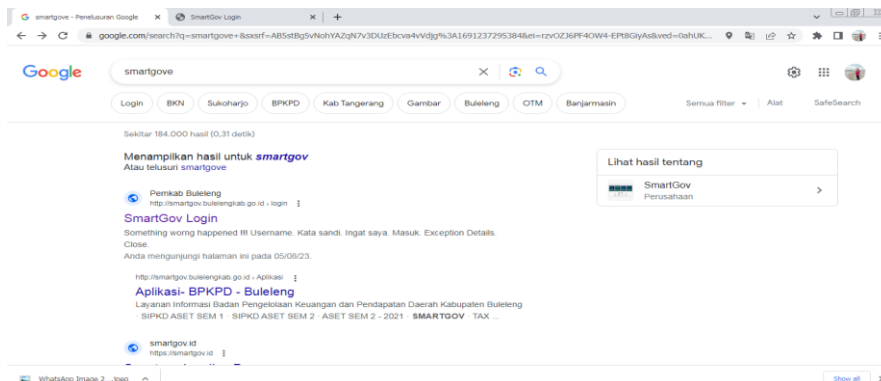 smartgove - Penelusuran Google
SmartGov Login
google.com/search?q=smartgove+&sxsrf=AB5stBgSvNohYAZqN7v3DUzEbcva4vVdjg%3A1691237295384&ei=rzvOZJ6PF4OW4-EPt8GiyAs&ved=0ahUK...
Google
smartgove
Login
BKN
Sukoharjo
BPKPD
Kab Tangerang
Gambar
Buleleng
OTM
Banjarmasin
Semua filter
Alat
SafeSearch
Sekitar 184.000 hasil (0,31 detik)
Menampilkan hasil untuk smartgov
Atau telusuri smartgove
Pemkab Buleleng
http://smartgov.bulelengkab.go.id › login
SmartGov Login
Something worng happened !!! Username. Kata sandi. Ingat saya. Masuk. Exception Details.
Close.
Anda mengunjungi halaman ini pada 05/08/23.
http://smartgov.bulelengkab.go.id › Aplikasi
Aplikasi- BPKPD - Buleleng
Layanan Informasi Badan Pengelolaan Keuangan dan Pendapatan Daerah Kabupaten Buleleng
· SIPKD ASET SEM 1 · SIPKD ASET SEM 2 · ASET SEM 2 - 2021 · SMARTGOV · TAX ...
smartgov.id
https://smartgov.id
Lihat hasil tentang
SmartGov
Perusahaan
WhatsApp Image 2....jpeg
Show all